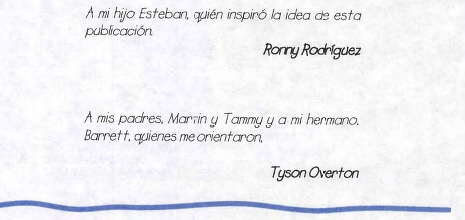 A mi hijo Esteban, quién inspiró la idea de esta
publicación.
Ronny Rodríguez
A mis padres, Martin y Tammy y a mi hermano.
Barrett, quienes me orientaron,
Tyson Overton